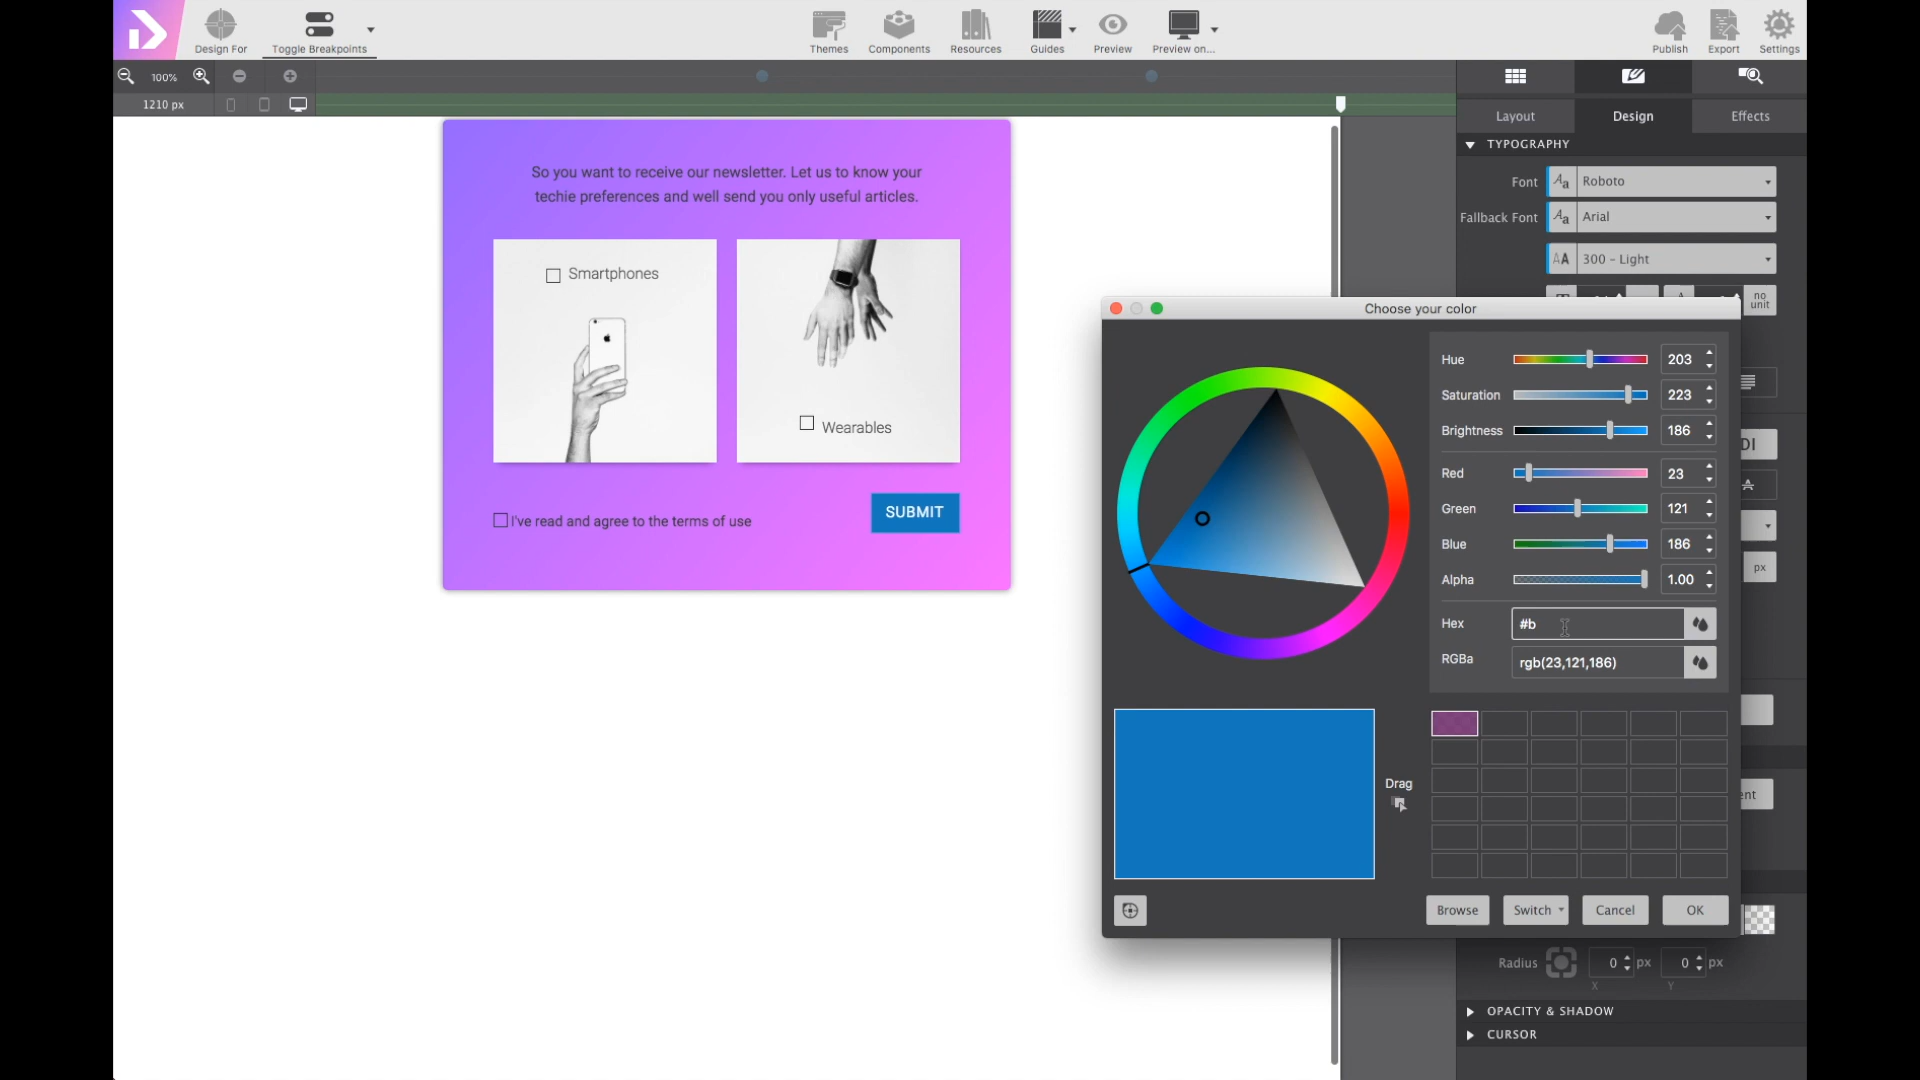 Design For
Toggle Breakpoints
Themes
Components
Resources
Guides
Preview
Preview on...
Publish
Export
Settings
100%
1210 px
Layout
Design
Effects
TYPOGRAPHY
Font
Roboto
Fallback Font
Arial
300 - Light
no
unit
So you want to receive our newsletter. Let us to know your
techie preferences and well send you only useful articles.
Smartphones
Wearables
I've read and agree to the terms of use
SUBMIT
Choose your color
Hue
203
Saturation
223
Brightness
186
Red
23
Green
121
Blue
186
Alpha
1.00
Hex
#b
RGBa
rgb(23,121,186)
Drag
Browse
Switch
Cancel
OK
px
Radius
0
px
0
px
X
Y
OPACITY & SHADOW
CURSOR